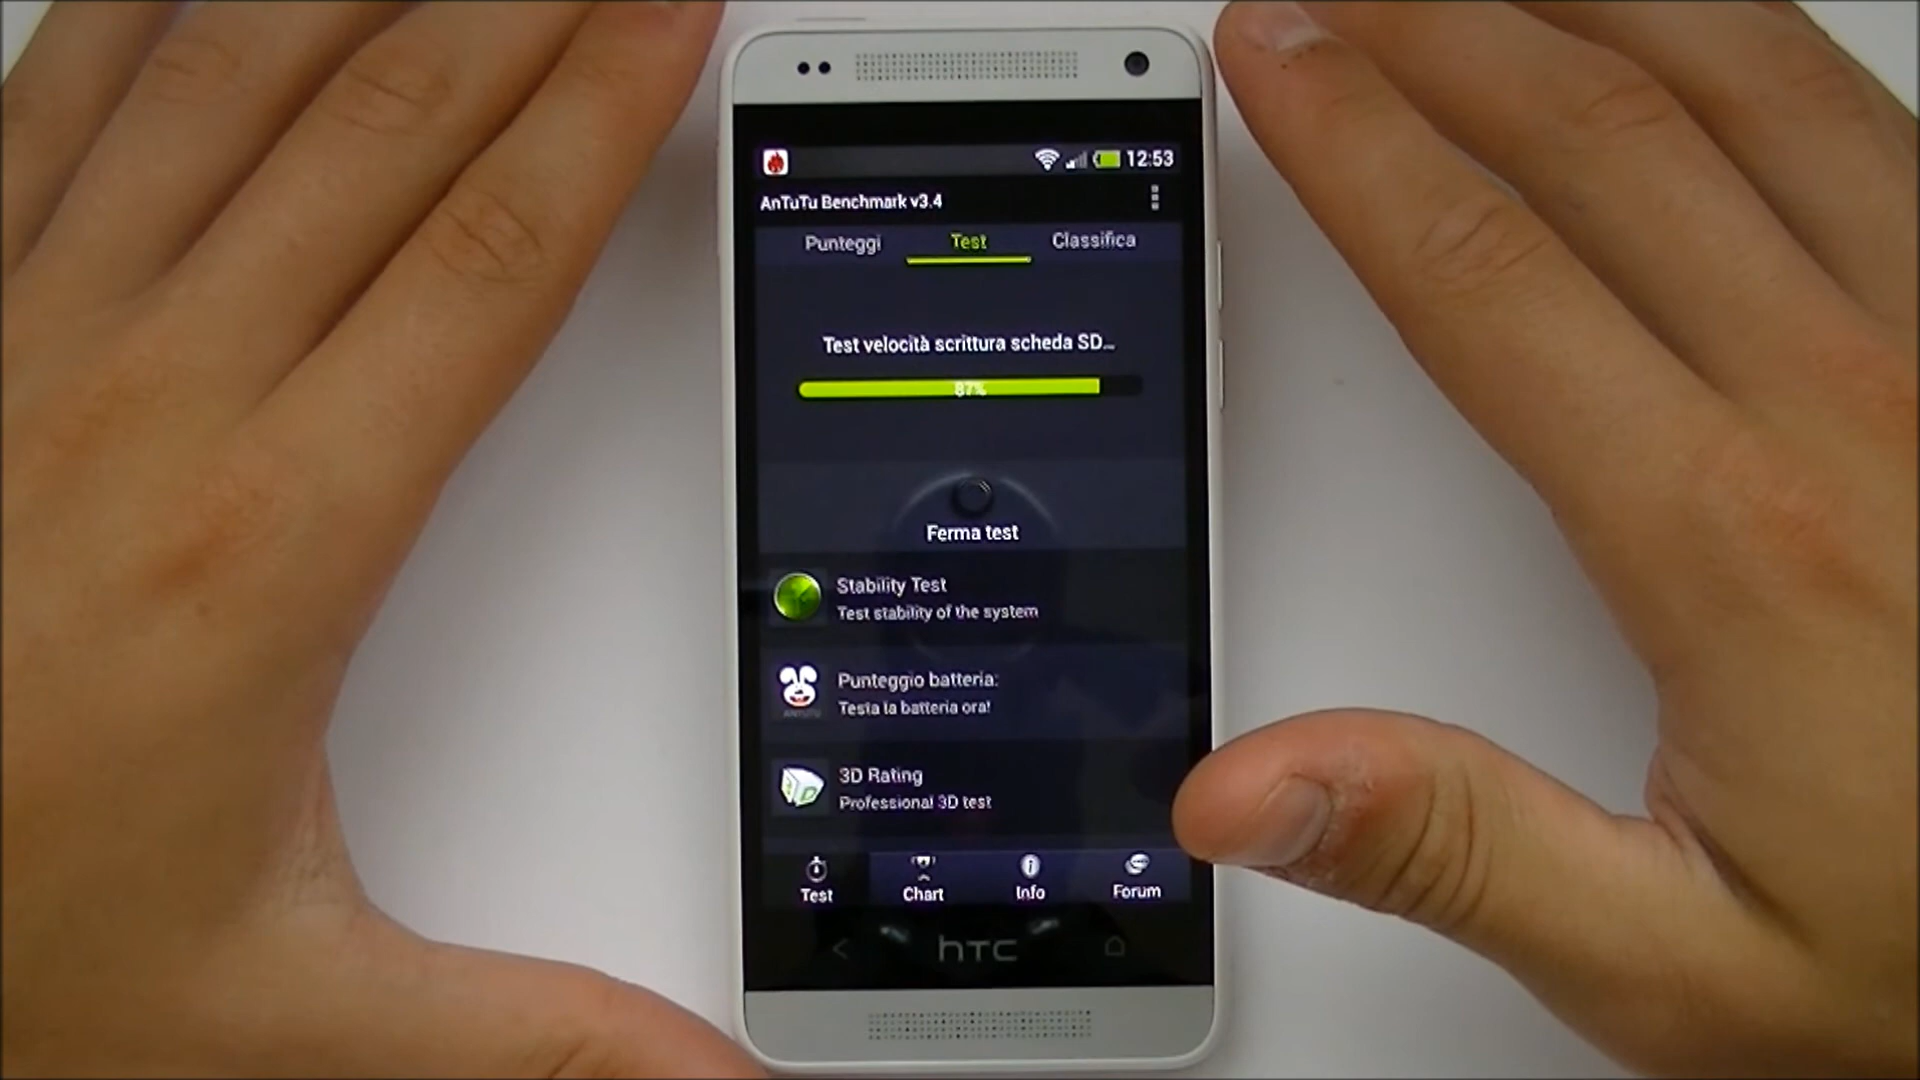 12:53
AnTuTu Benchmark v3.4
Punteggi Test Classifica
Test velocità scrittura scheda SD...
87%
Ferma test
Stability Test
Test stability of the system
ANTUTU
Punteggio batteria:
Testa la batteria ora!
3D Rating
Professional 3D test
Test Chart Info Forum
hTC